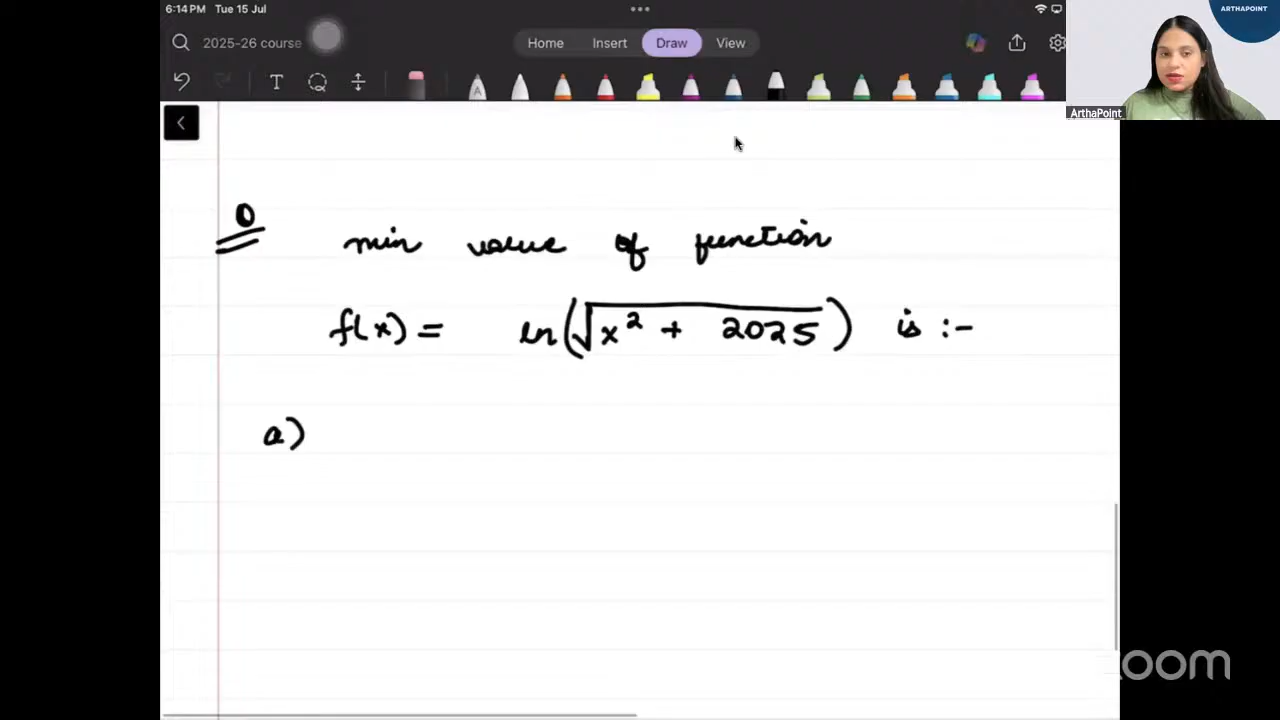 6:14 PM Tue 15 Jul
ARTHAPOINT
2025-26 course
Home Insert Draw View
T
A
ArthaPoint
Q min value of function
f(x) = ln(√x² + 2025) is :-
a)
zoom